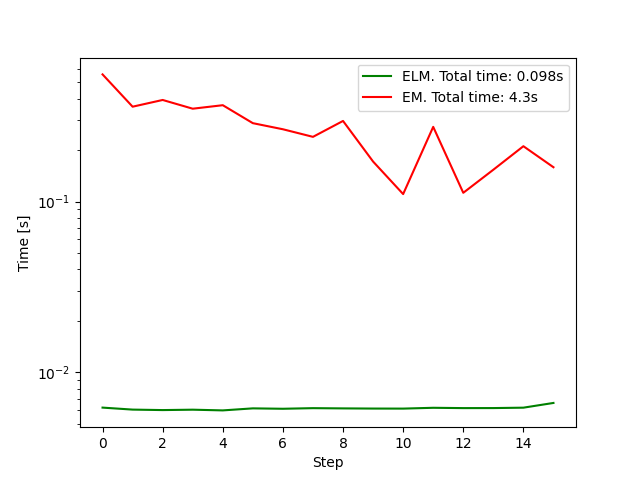 ELM. Total time: 0.098s
EM. Total time: 4.3s
Time [s]
10⁻¹
10⁻²
0 2 4 6 8 10 12 14
Step